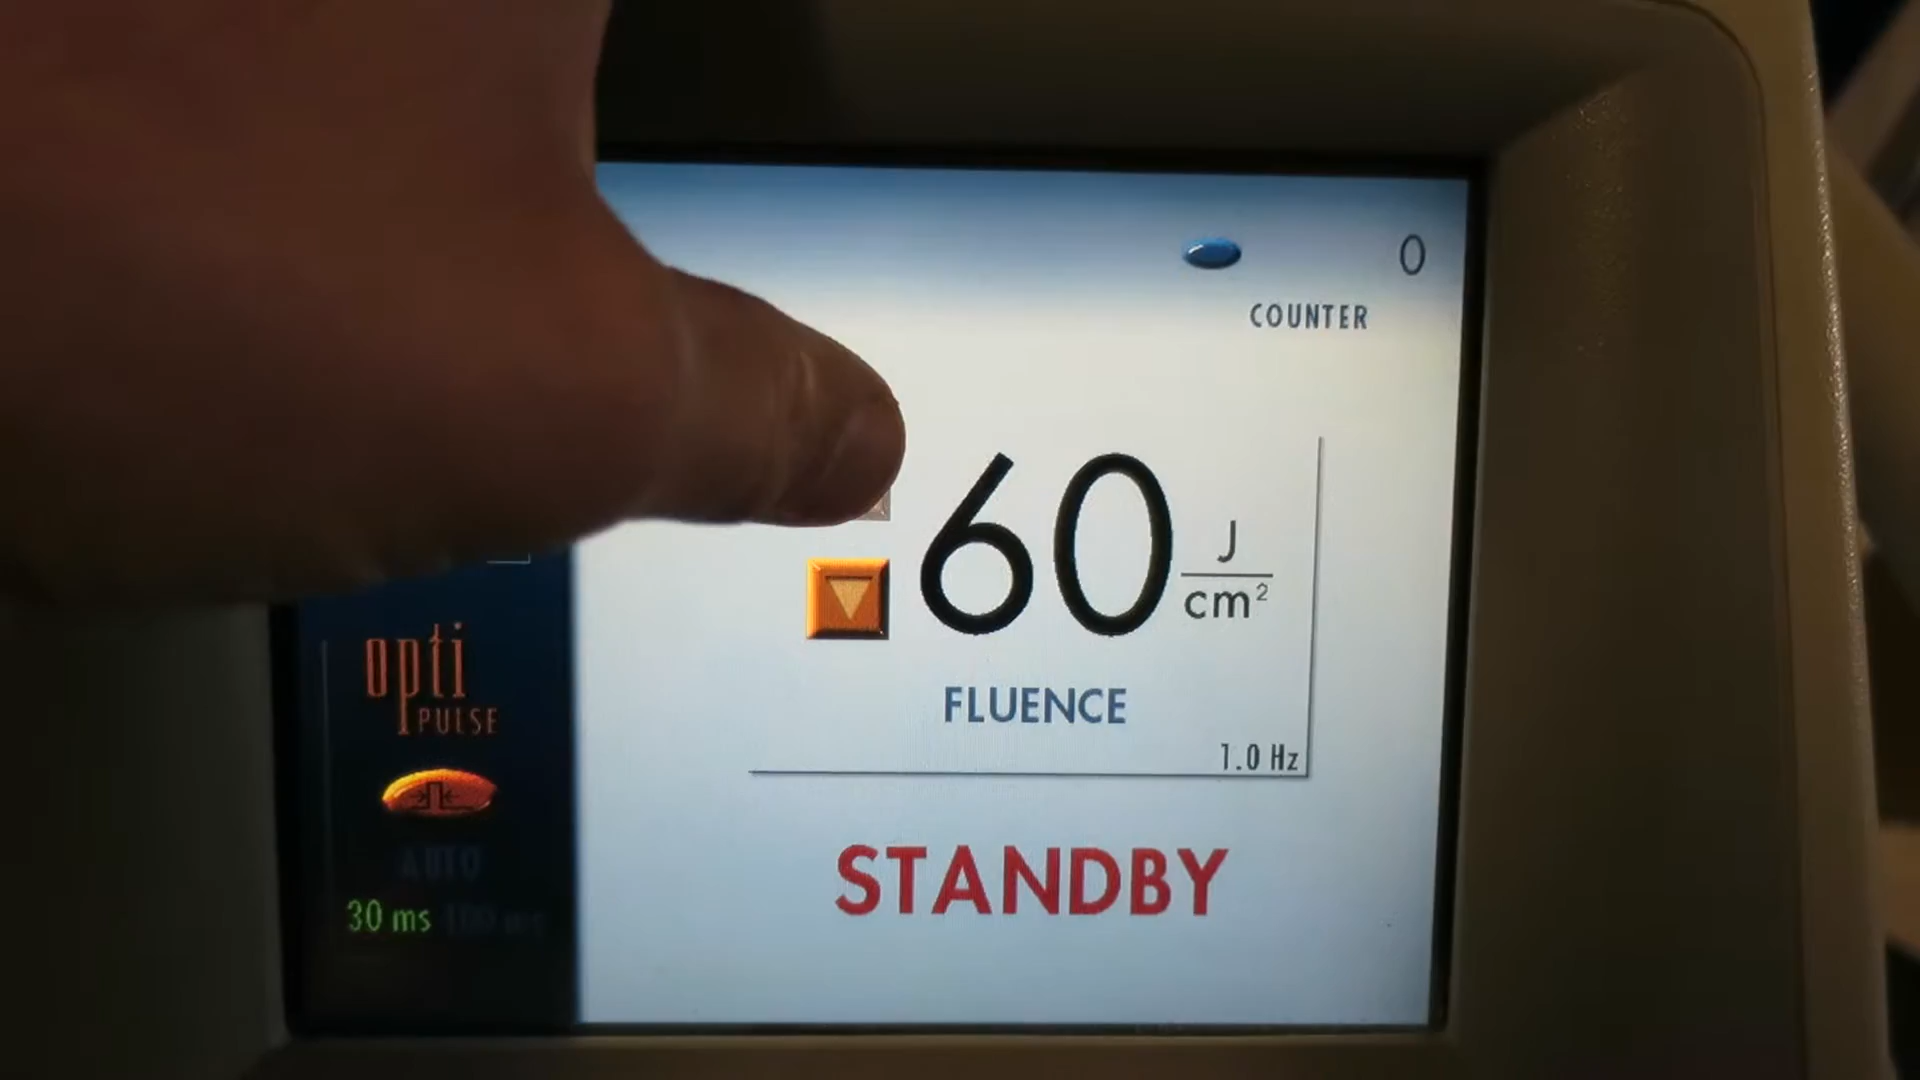 0
COUNTER
60 J/cm²
FLUENCE
1.0 Hz
STANDBY
opti
PULSE
AUTO
30 ms